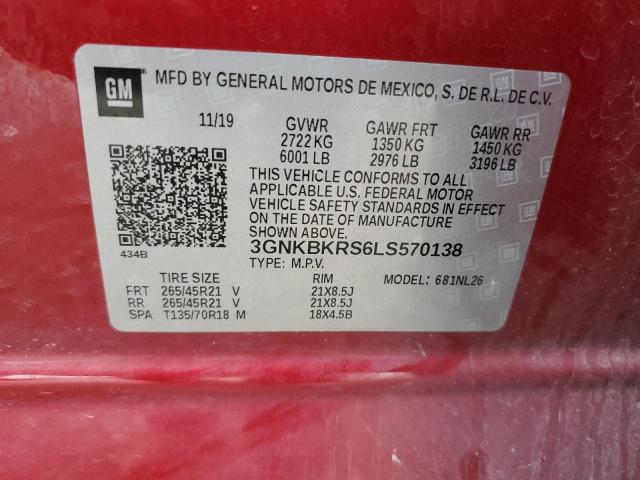 GM
MFD BY GENERAL MOTORS DE MEXICO, S. DE R.L. DE C.V.
11/19 GVWR GAWR FRT GAWR RR
2722 KG 1350 KG 1450 KG
6001 LB 2976 LB 3196 LB
THIS VEHICLE CONFORMS TO ALL
APPLICABLE U.S. FEDERAL MOTOR
VEHICLE SAFETY STANDARDS IN EFFECT
ON THE DATE OF MANUFACTURE
SHOWN ABOVE.
434B
3GNKBKRS6LS570138
TYPE: M.P.V. MODEL: 681NL26
TIRE SIZE RIM
FRT 265/45R21 V 21X8.5J
RR 265/45R21 V 21X8.5J
SPA T135/70R18 M 18X4.5B